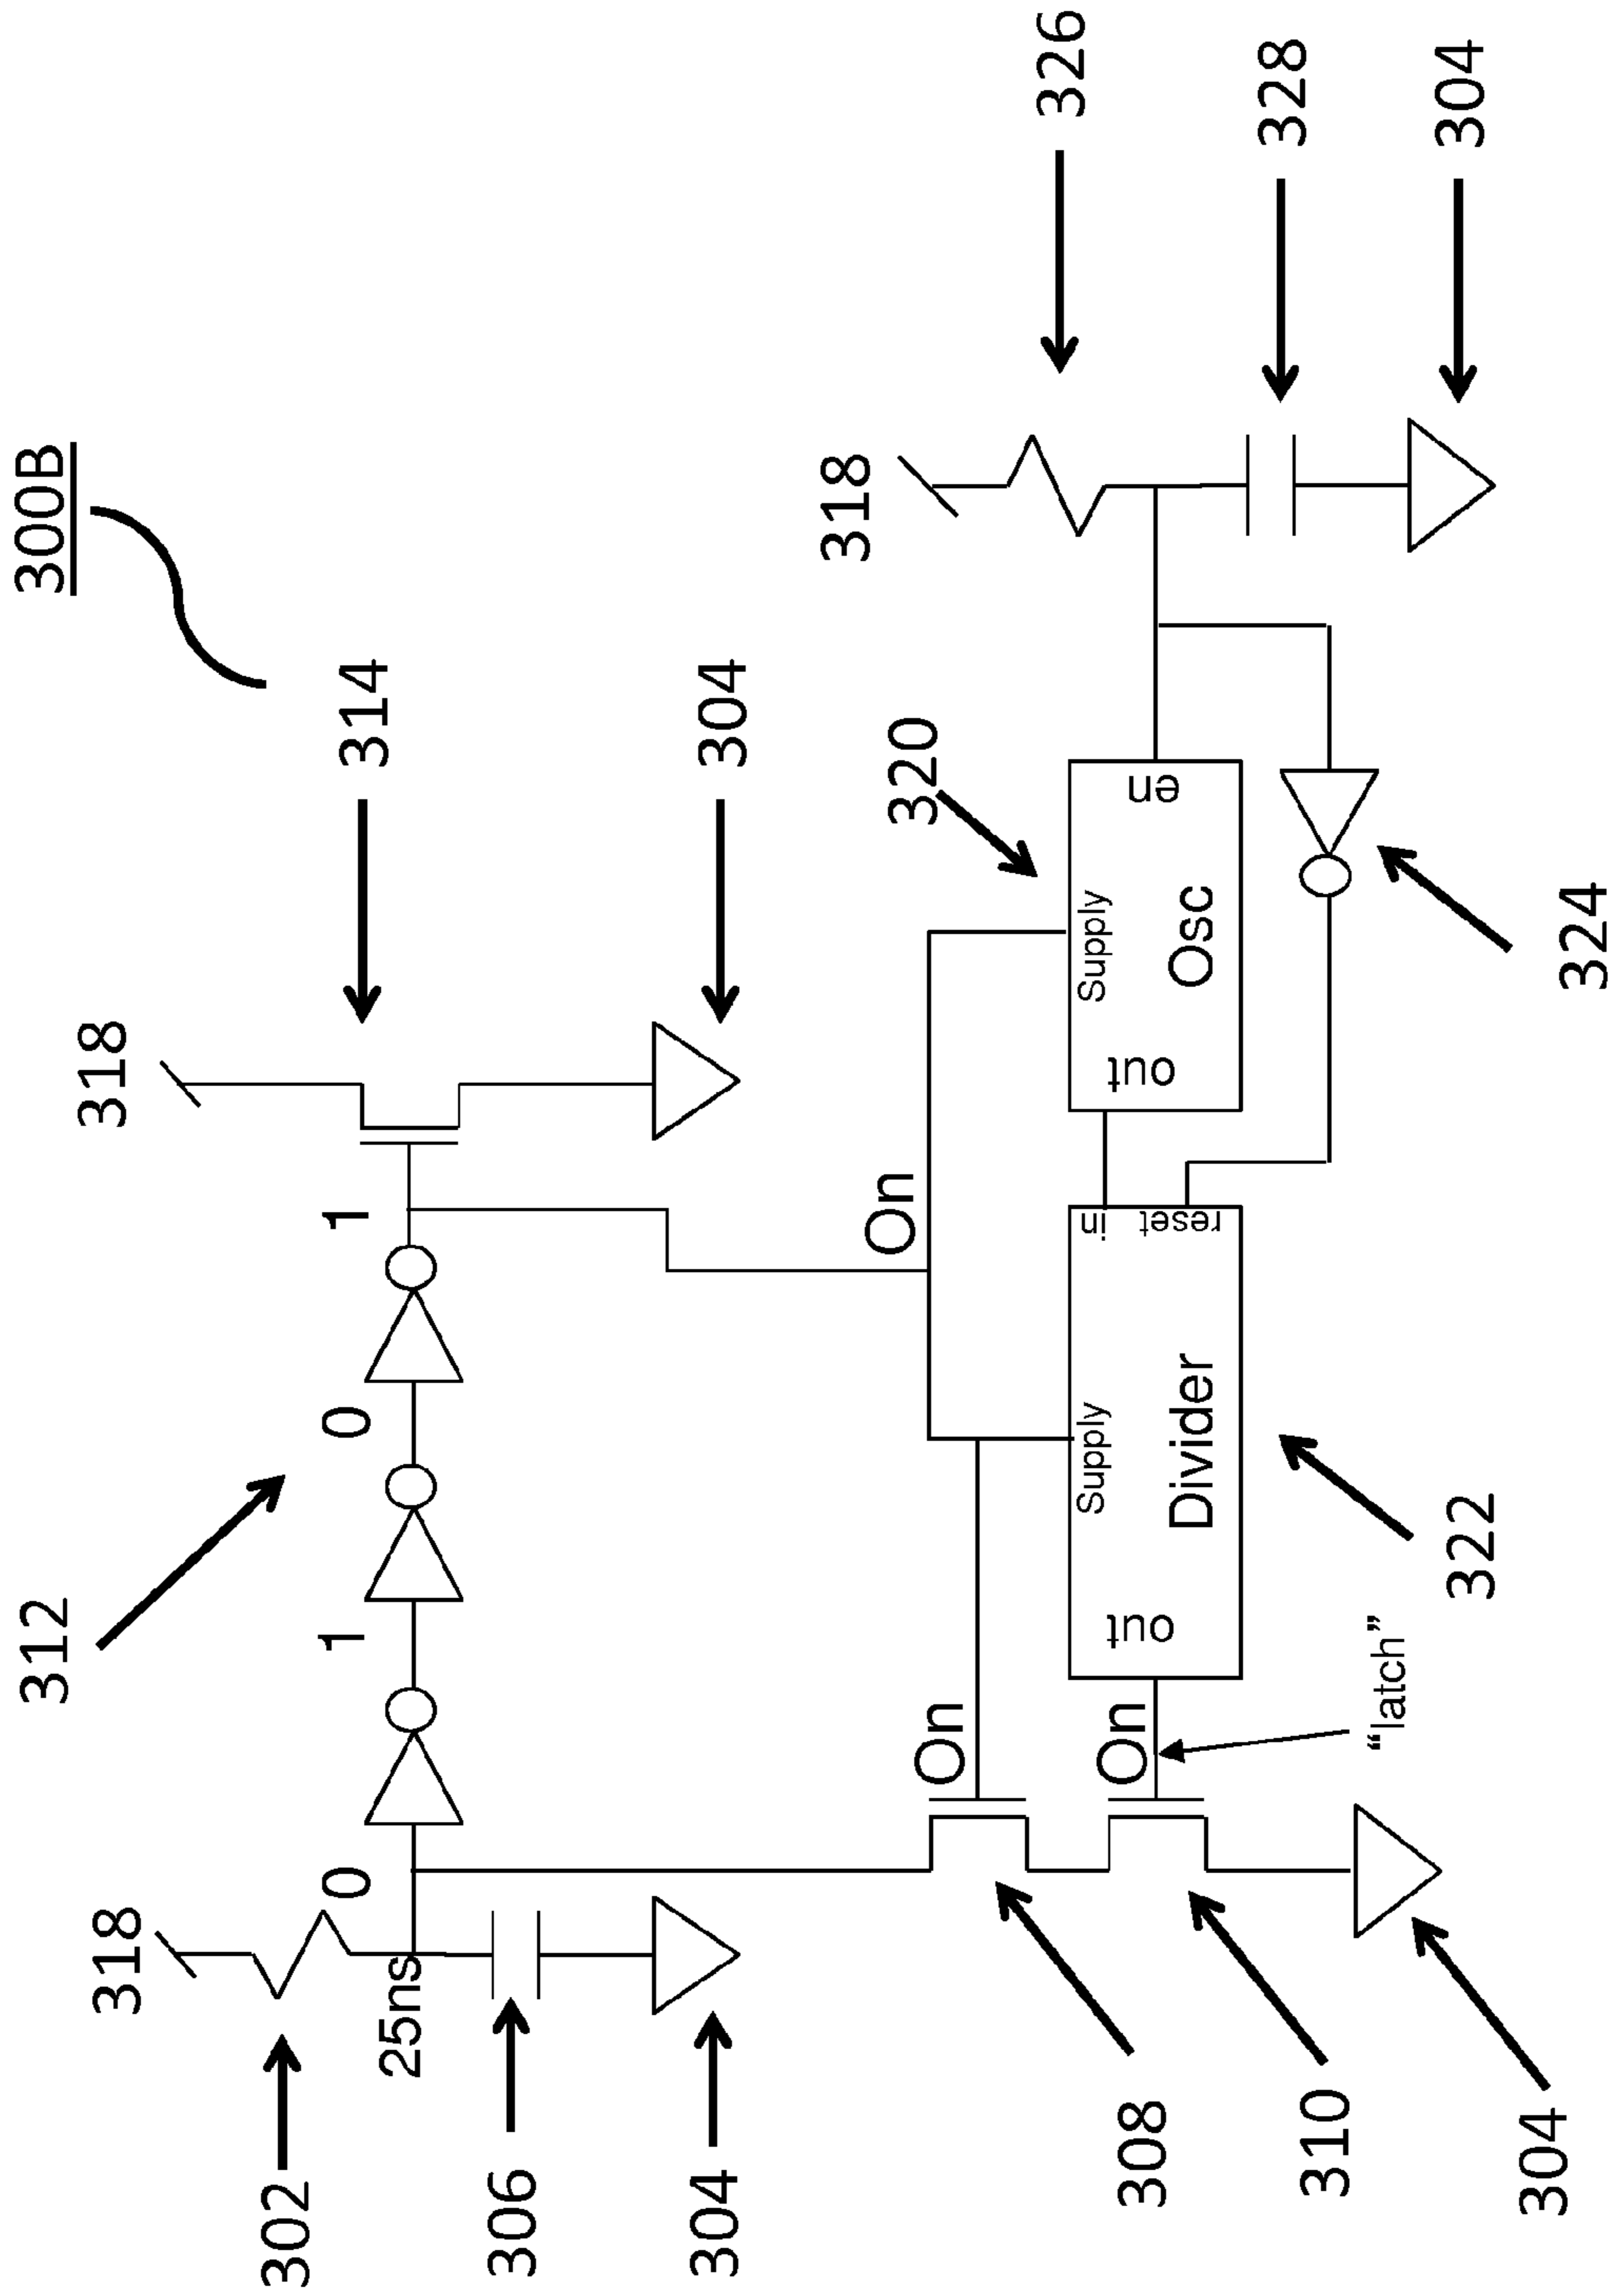 300B
312
318
318
314
302
0
1
0
1
25ns
306
304
304
On
318
320
326
On
Supply
Supply
308
On
out
Divider
in
reset
out
Osc
en
328
310
"latch"
322
324
304
304